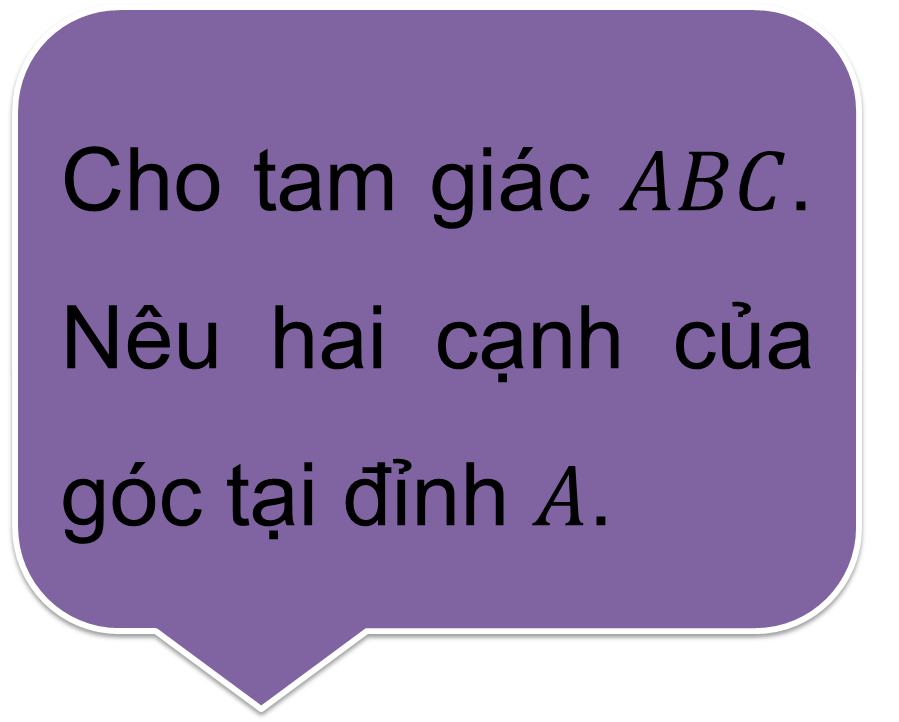 Cho tam giác ABC.
Nêu hai cạnh của
góc tại đỉnh A.